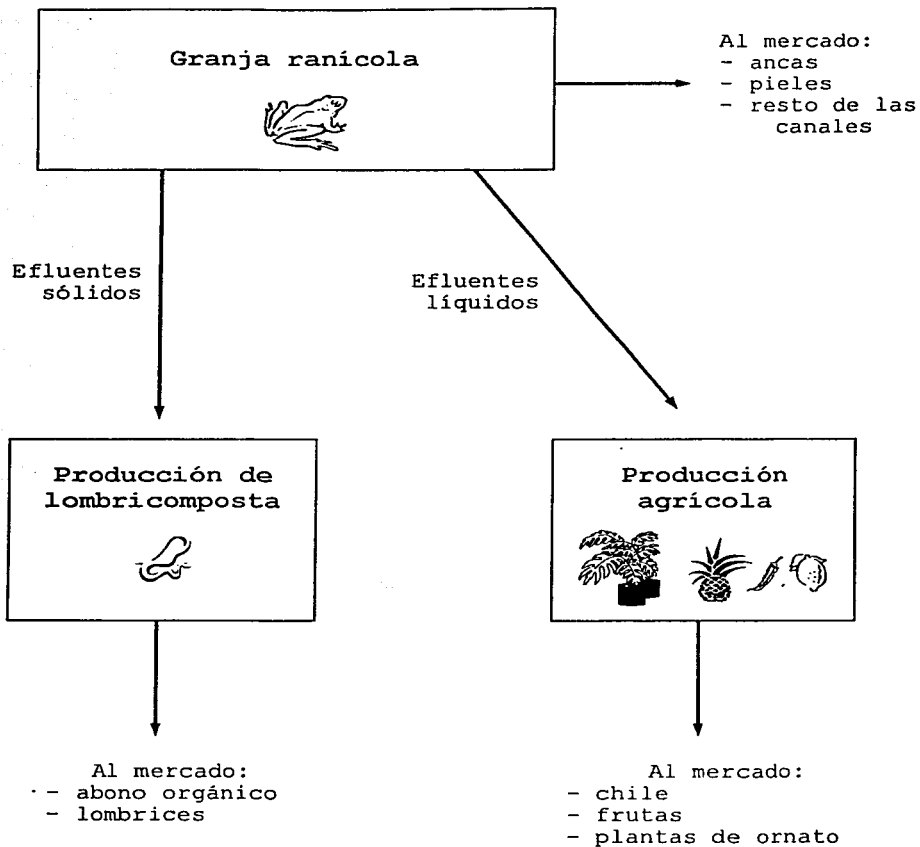 Granja ranícola
Al mercado:
- ancas
- pieles
- resto de las
canales
Efluentes
sólidos
Efluentes
líquidos
Producción de
lombricomposta
Producción
agrícola
Al mercado:
- abono orgánico
- lombrices
Al mercado:
- chile
- frutas
- plantas de ornato